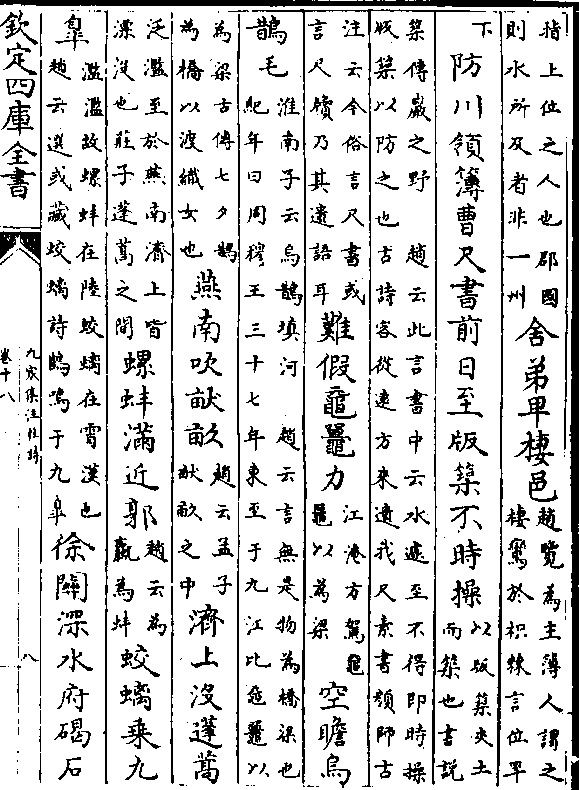 指上位之人也郡國
則水所及者非一州
舍弟卑棲邑
趙覽為主簿人謂之
棲鸞於枳棘言位卑
下
防川領簿曹尺書前日至版築不時操
以版築夾土
而築也書說
築傅巖之野 趙云此言書中云水遽至不得即時操
版築以防之也古詩客從遠方來遺我尺素書顔師古
注云今俗言尺書或
言尺牘乃其遺語耳
難假黿鼉力
江淹方駕黿
鼉以為梁
空瞻烏
鵲毛
淮南子云烏鵲填河 趙云言無是物為橋梁也
紀年曰周穆王三十七年東至于九江比黿鼉以
為梁古傳七夕鵲
為橋以渡織女也
燕南吹畎畝
趙云孟子
畎畝之中
濟上沒蓬蒿
泛濫至於燕南濟上皆
漂沒也莊子蓬蒿之間
螺蚌滿近郭
趙云為
蠃為蚌
蛟螭乘九
臯
濫濫故螺蚌在陸蛟螭在霄漢也
趙云選或藏蛟螭詩鶴鳴于九臯
徐關深水府碣石
欽定四庫全書
九家集注杜詩
卷十八
八